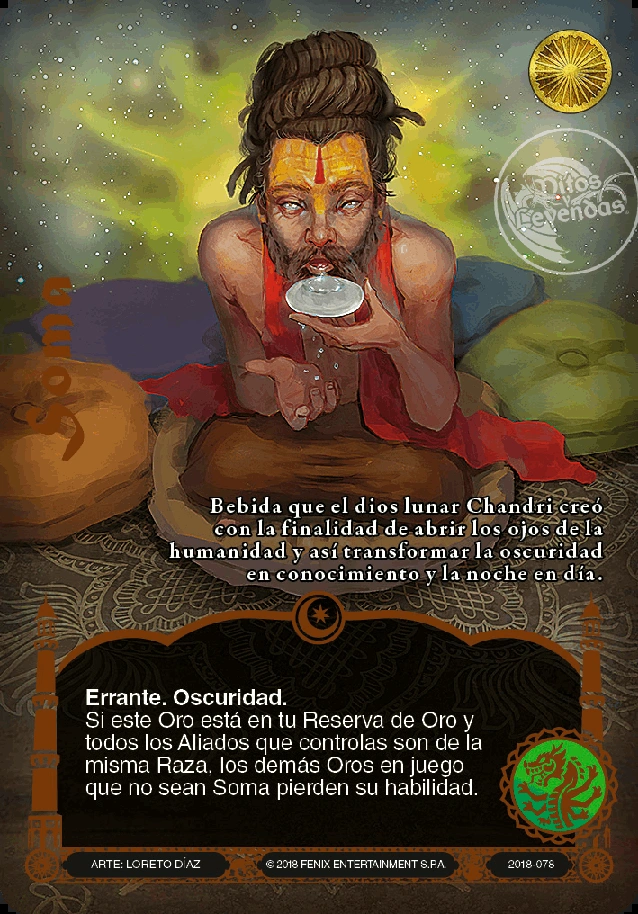 Mitos
y
Leyendas
Soma
Bebida que el dios lunar Chandri creó
con la finalidad de abrir los ojos de la
humanidad y así transformar la oscuridad
en conocimiento y la noche en día.
Errante. Oscuridad.
Si este Oro está en tu Reserva de Oro y
todos los Aliados que controlas son de la
misma Raza, los demás Oros en juego
que no sean Soma pierden su habilidad.
ARTE: LORETO DÍAZ
© 2018 FENIX ENTERTAINMENT S.P.A
2018-078